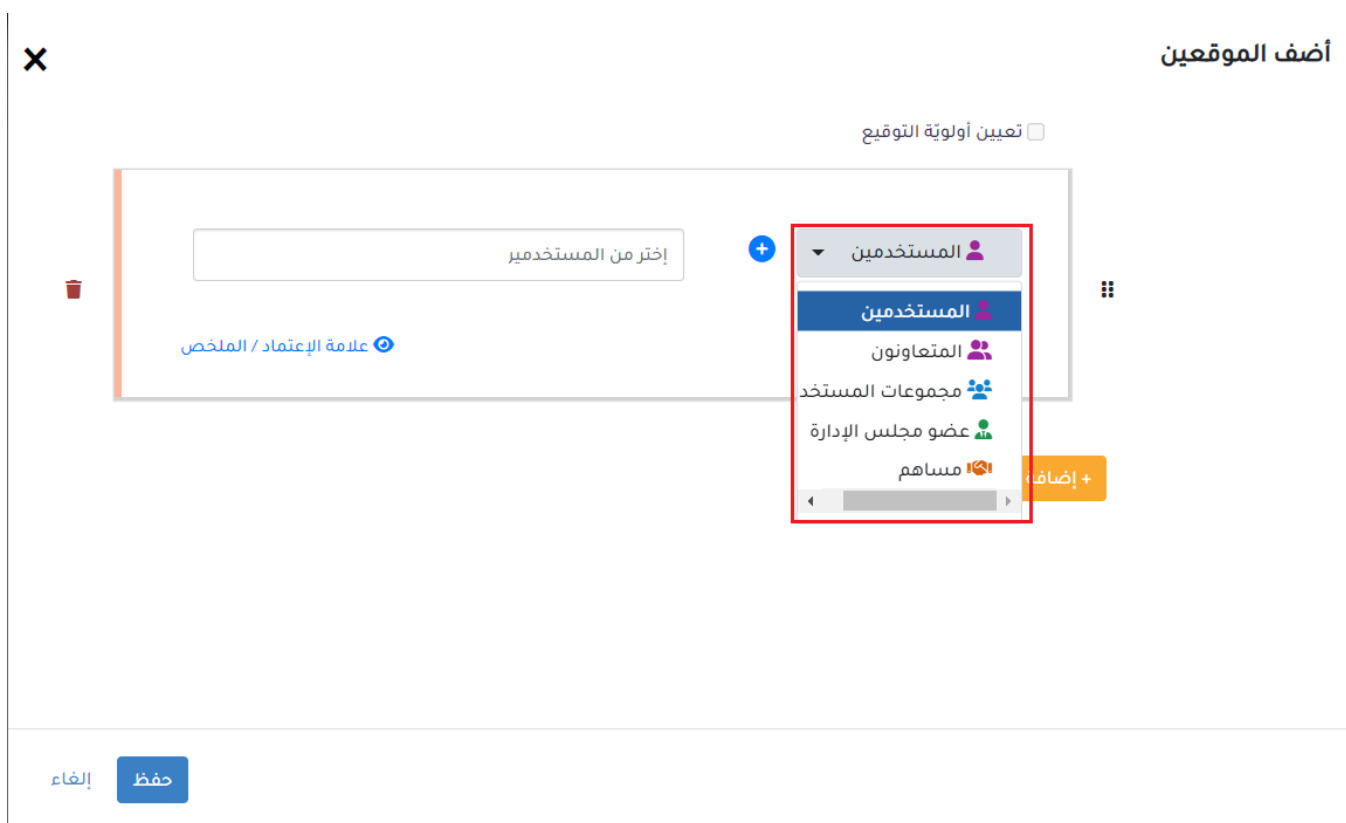 أضف الموقعين
تعيين أولويّة التوقيع
المستخدمين
إختر من المستخدمير
المستخدمين
المتعاونون
مجموعات المستخد
عضو مجلس الإدارة
مساهم
علامة الإعتماد / الملخص
+ إضافة
حفظ
إلغاء